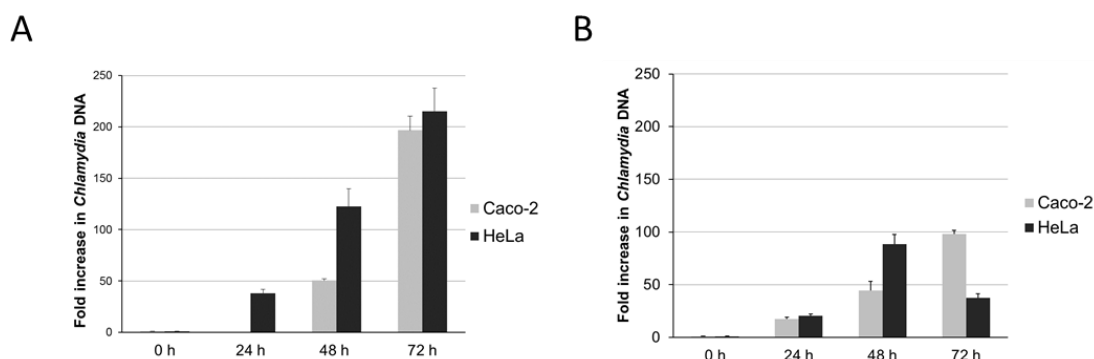 A
Fold increase in Chlamydia DNA
250
200
150
100
50
0
0 h 24 h 48 h 72 h
Caco-2
HeLa
B
Fold increase in Chlamydia DNA
250
200
150
100
50
0
0 h 24 h 48 h 72 h
Caco-2
HeLa